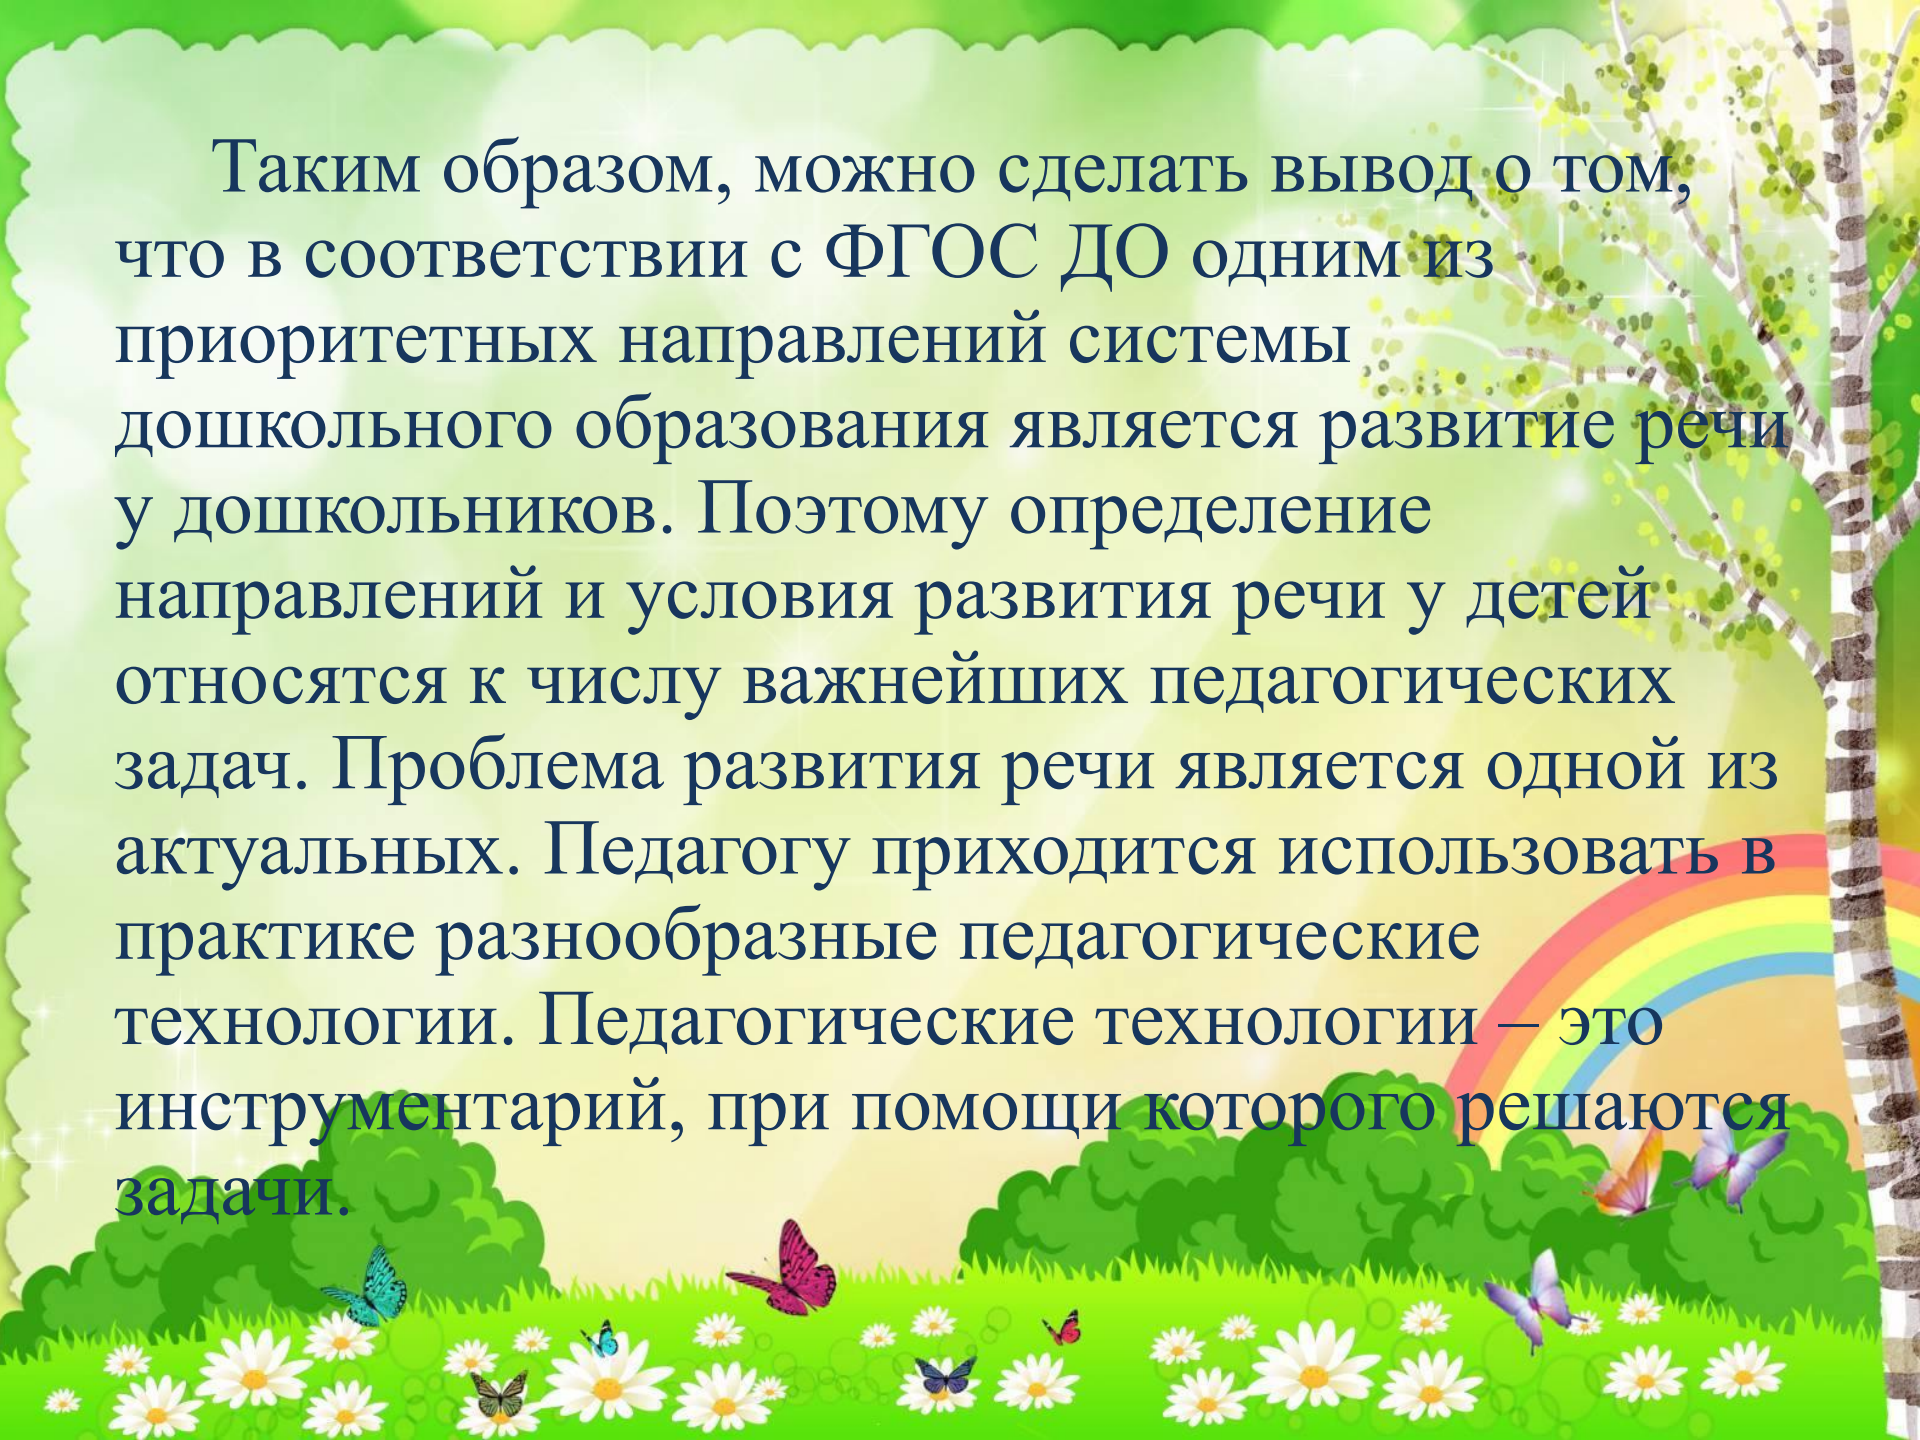 Таким образом, можно сделать вывод о том,
что в соответствии с ФГОС ДО одним из
приоритетных направлений системы
дошкольного образования является развитие речи
у дошкольников. Поэтому определение
направлений и условия развития речи у детей
относятся к числу важнейших педагогических
задач. Проблема развития речи является одной из
актуальных. Педагогу приходится использовать в
практике разнообразные педагогические
технологии. Педагогические технологии – это
инструментарий, при помощи которого решаются
задачи.